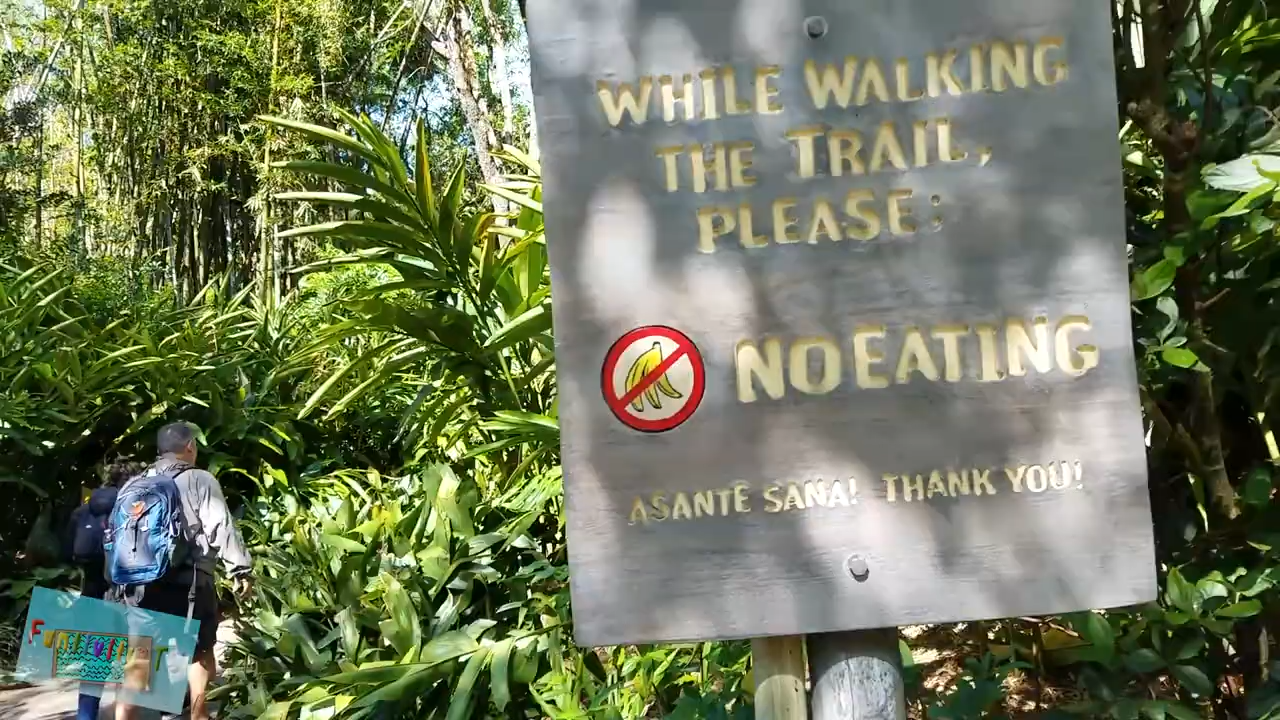 WHILE WALKING
THE TRAIL,
PLEASE:
NO EATING
ASANTE SANA! THANK YOU!